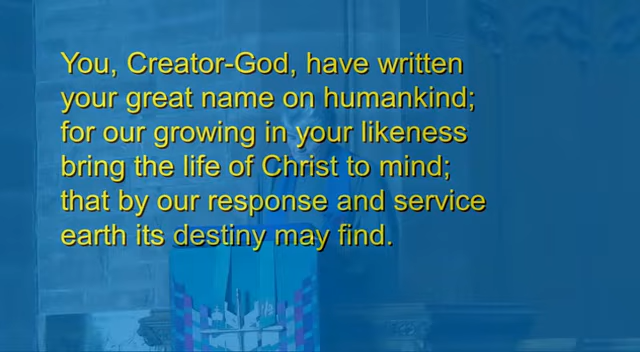 You, Creator-God, have written
your great name on humankind;
for our growing in your likeness
bring the life of Christ to mind;
that by our response and service
earth its destiny may find.